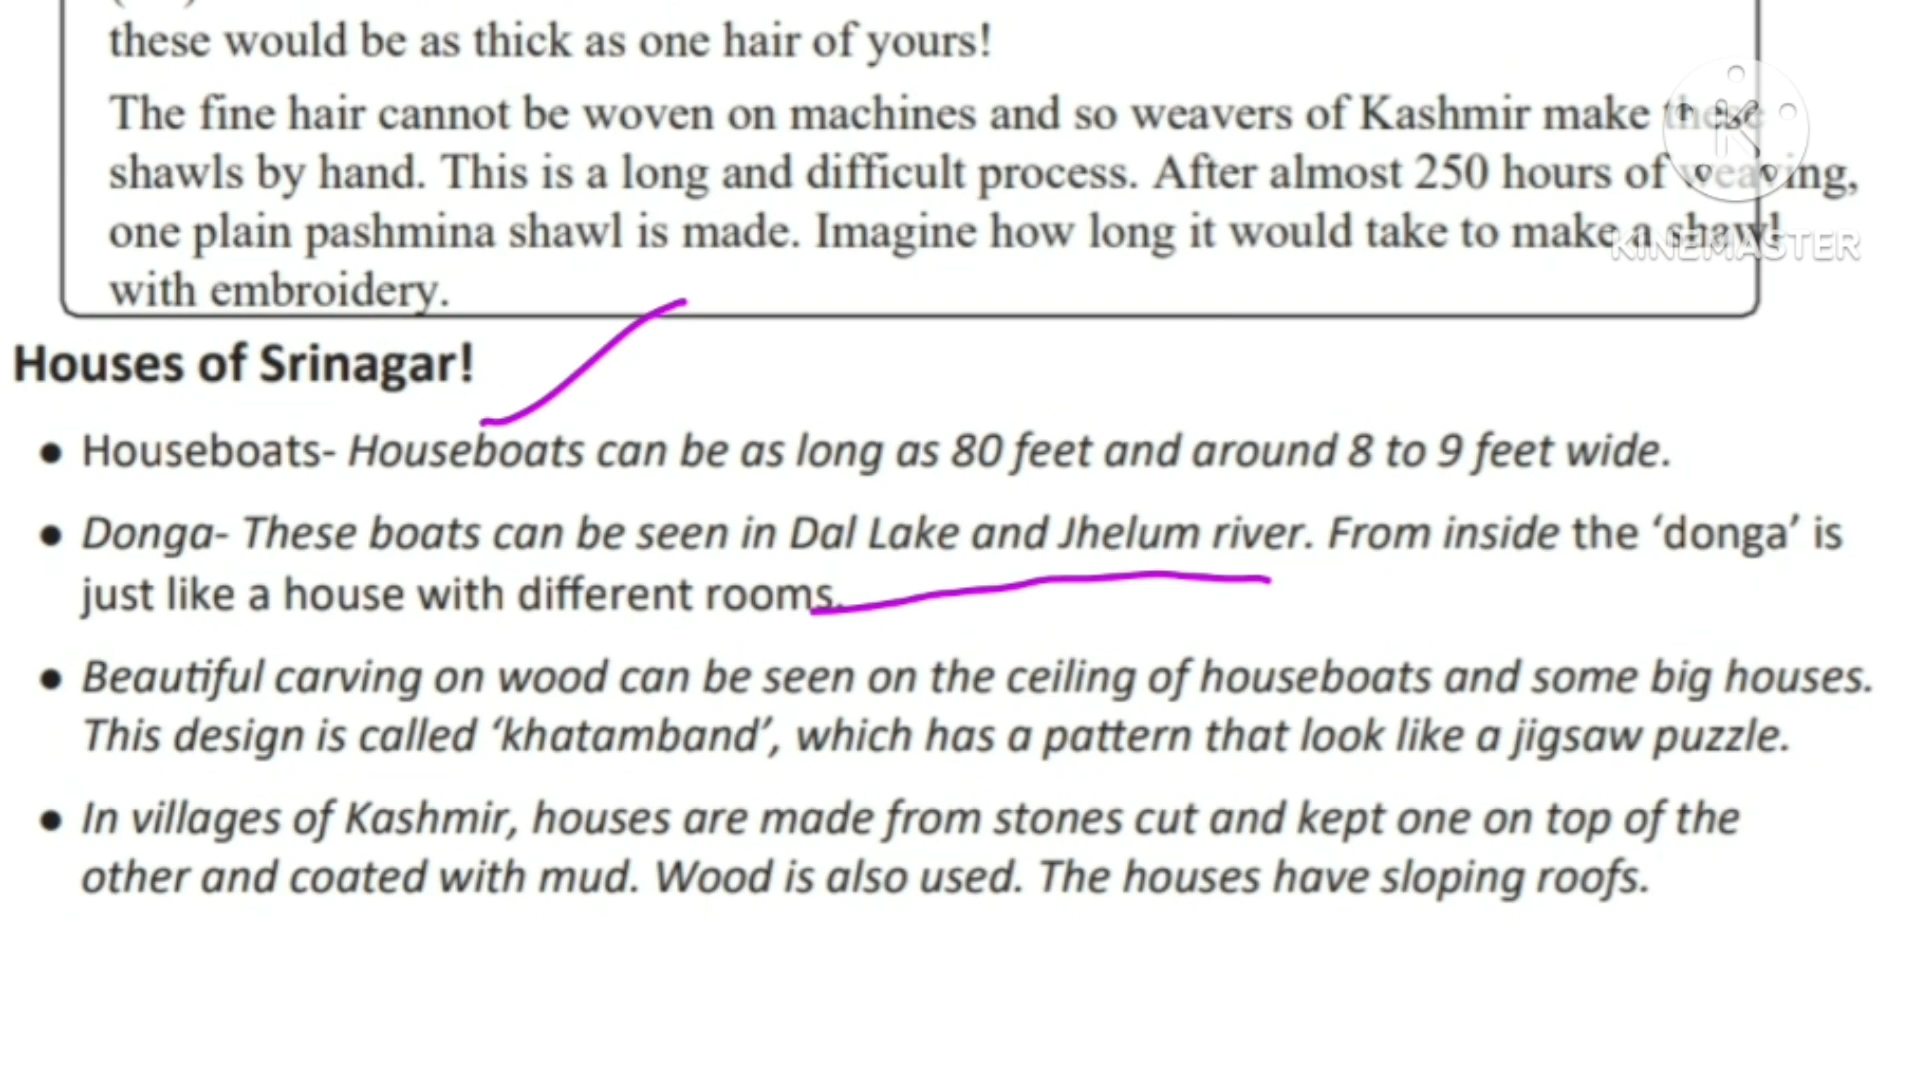 these would be as thick as one hair of yours!
The fine hair cannot be woven on machines and so weavers of Kashmir make these
shawls by hand. This is a long and difficult process. After almost 250 hours of weaving,
one plain pashmina shawl is made. Imagine how long it would take to make a shawl
with embroidery.
KINEMASTER
Houses of Srinagar!
● Houseboats- Houseboats can be as long as 80 feet and around 8 to 9 feet wide.
● Donga- These boats can be seen in Dal Lake and Jhelum river. From inside the ‘donga’ is
just like a house with different rooms.
● Beautiful carving on wood can be seen on the ceiling of houseboats and some big houses.
This design is called ‘khatamband’, which has a pattern that look like a jigsaw puzzle.
● In villages of Kashmir, houses are made from stones cut and kept one on top of the
other and coated with mud. Wood is also used. The houses have sloping roofs.